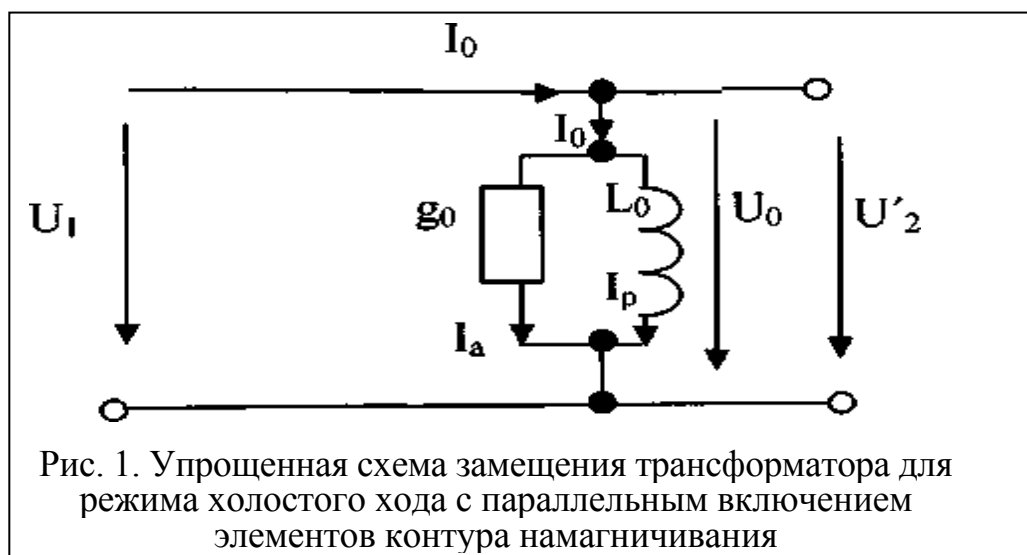 I₀
I₀
U₁
g₀
L₀
U₀
U′₂
Iₚ
Iₐ
Рис. 1. Упрощенная схема замещения трансформатора для
режима холостого хода с параллельным включением
элементов контура намагничивания